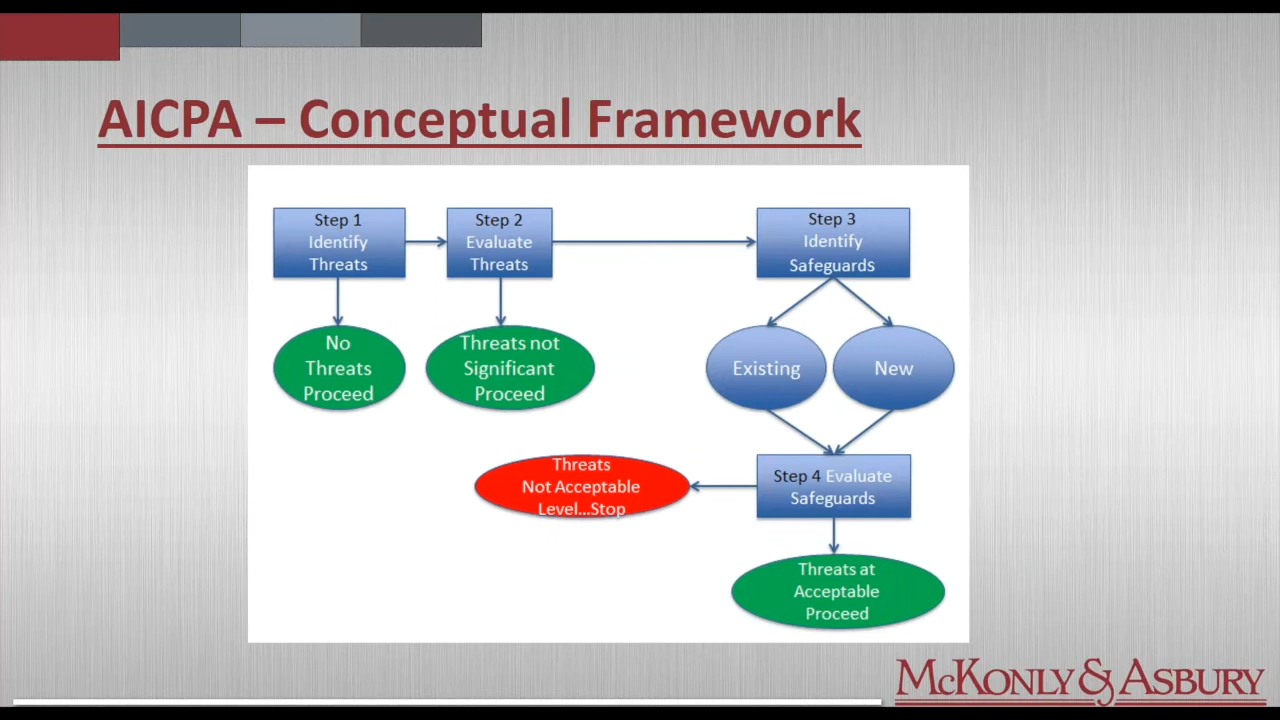 AICPA – Conceptual Framework
Step 1
Identify
Threats
Step 2
Evaluate
Threats
Step 3
Identify
Safeguards
No
Threats
Proceed
Threats not
Significant
Proceed
Existing
New
Threats
Not Acceptable
Level...Stop
Step 4 Evaluate
Safeguards
Threats at
Acceptable
Proceed
McKonly & Asbury